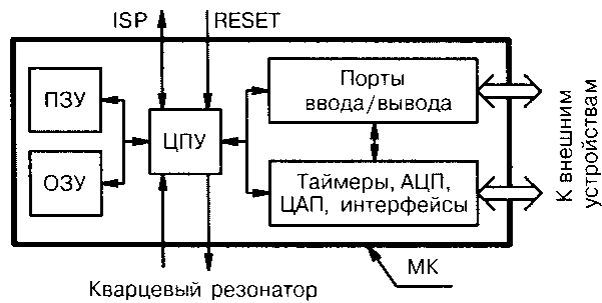 ISP RESET
ПЗУ
ОЗУ
ЦПУ
Порты
ввода/вывода
Таймеры, АЦП,
ЦАП, интерфейсы
К внешним
устройствам
МК
Кварцевый резонатор